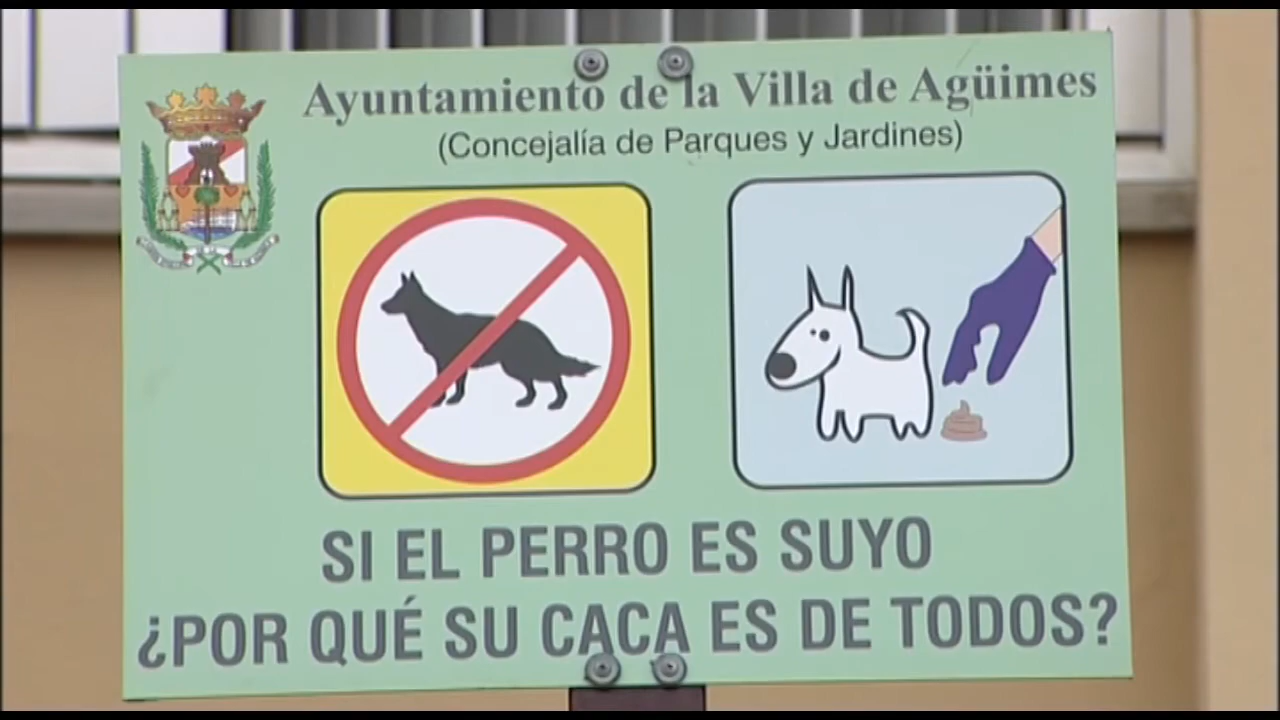 Ayuntamiento de la Villa de Agüimes
(Concejalía de Parques y Jardines)
SI EL PERRO ES SUYO
¿POR QUÉ SU CACA ES DE TODOS?